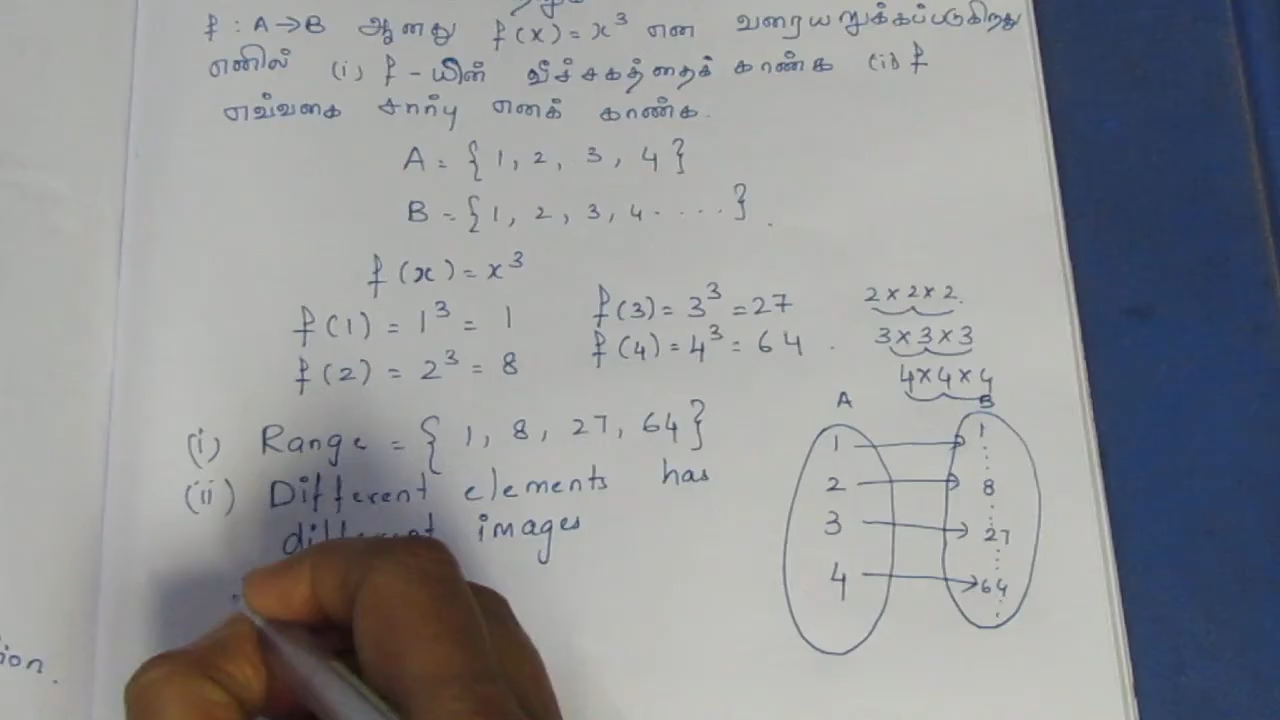 f : A → B ஆனது f(x) = x³ என வரையறுக்கப்படுகிறது
எனில் (i) f -யின் வீச்சகத்தைக் காண்க (ii) f
எவ்வகை சார்பு எனக் காண்க.
A = { 1, 2, 3, 4 }
B = { 1, 2, 3, 4 . . . . . }.
f (x) = x³
f (1) = 1³ = 1
f (2) = 2³ = 8
f (3) = 3³ = 27
f (4) = 4³ = 64 .
2 × 2 × 2.
3 × 3 × 3
4 × 4 × 4
(i) Range = { 1, 8, 27, 64 }
(ii) Different elements has
different images
A B
1 1
2 8
3 27
4 64
ion.